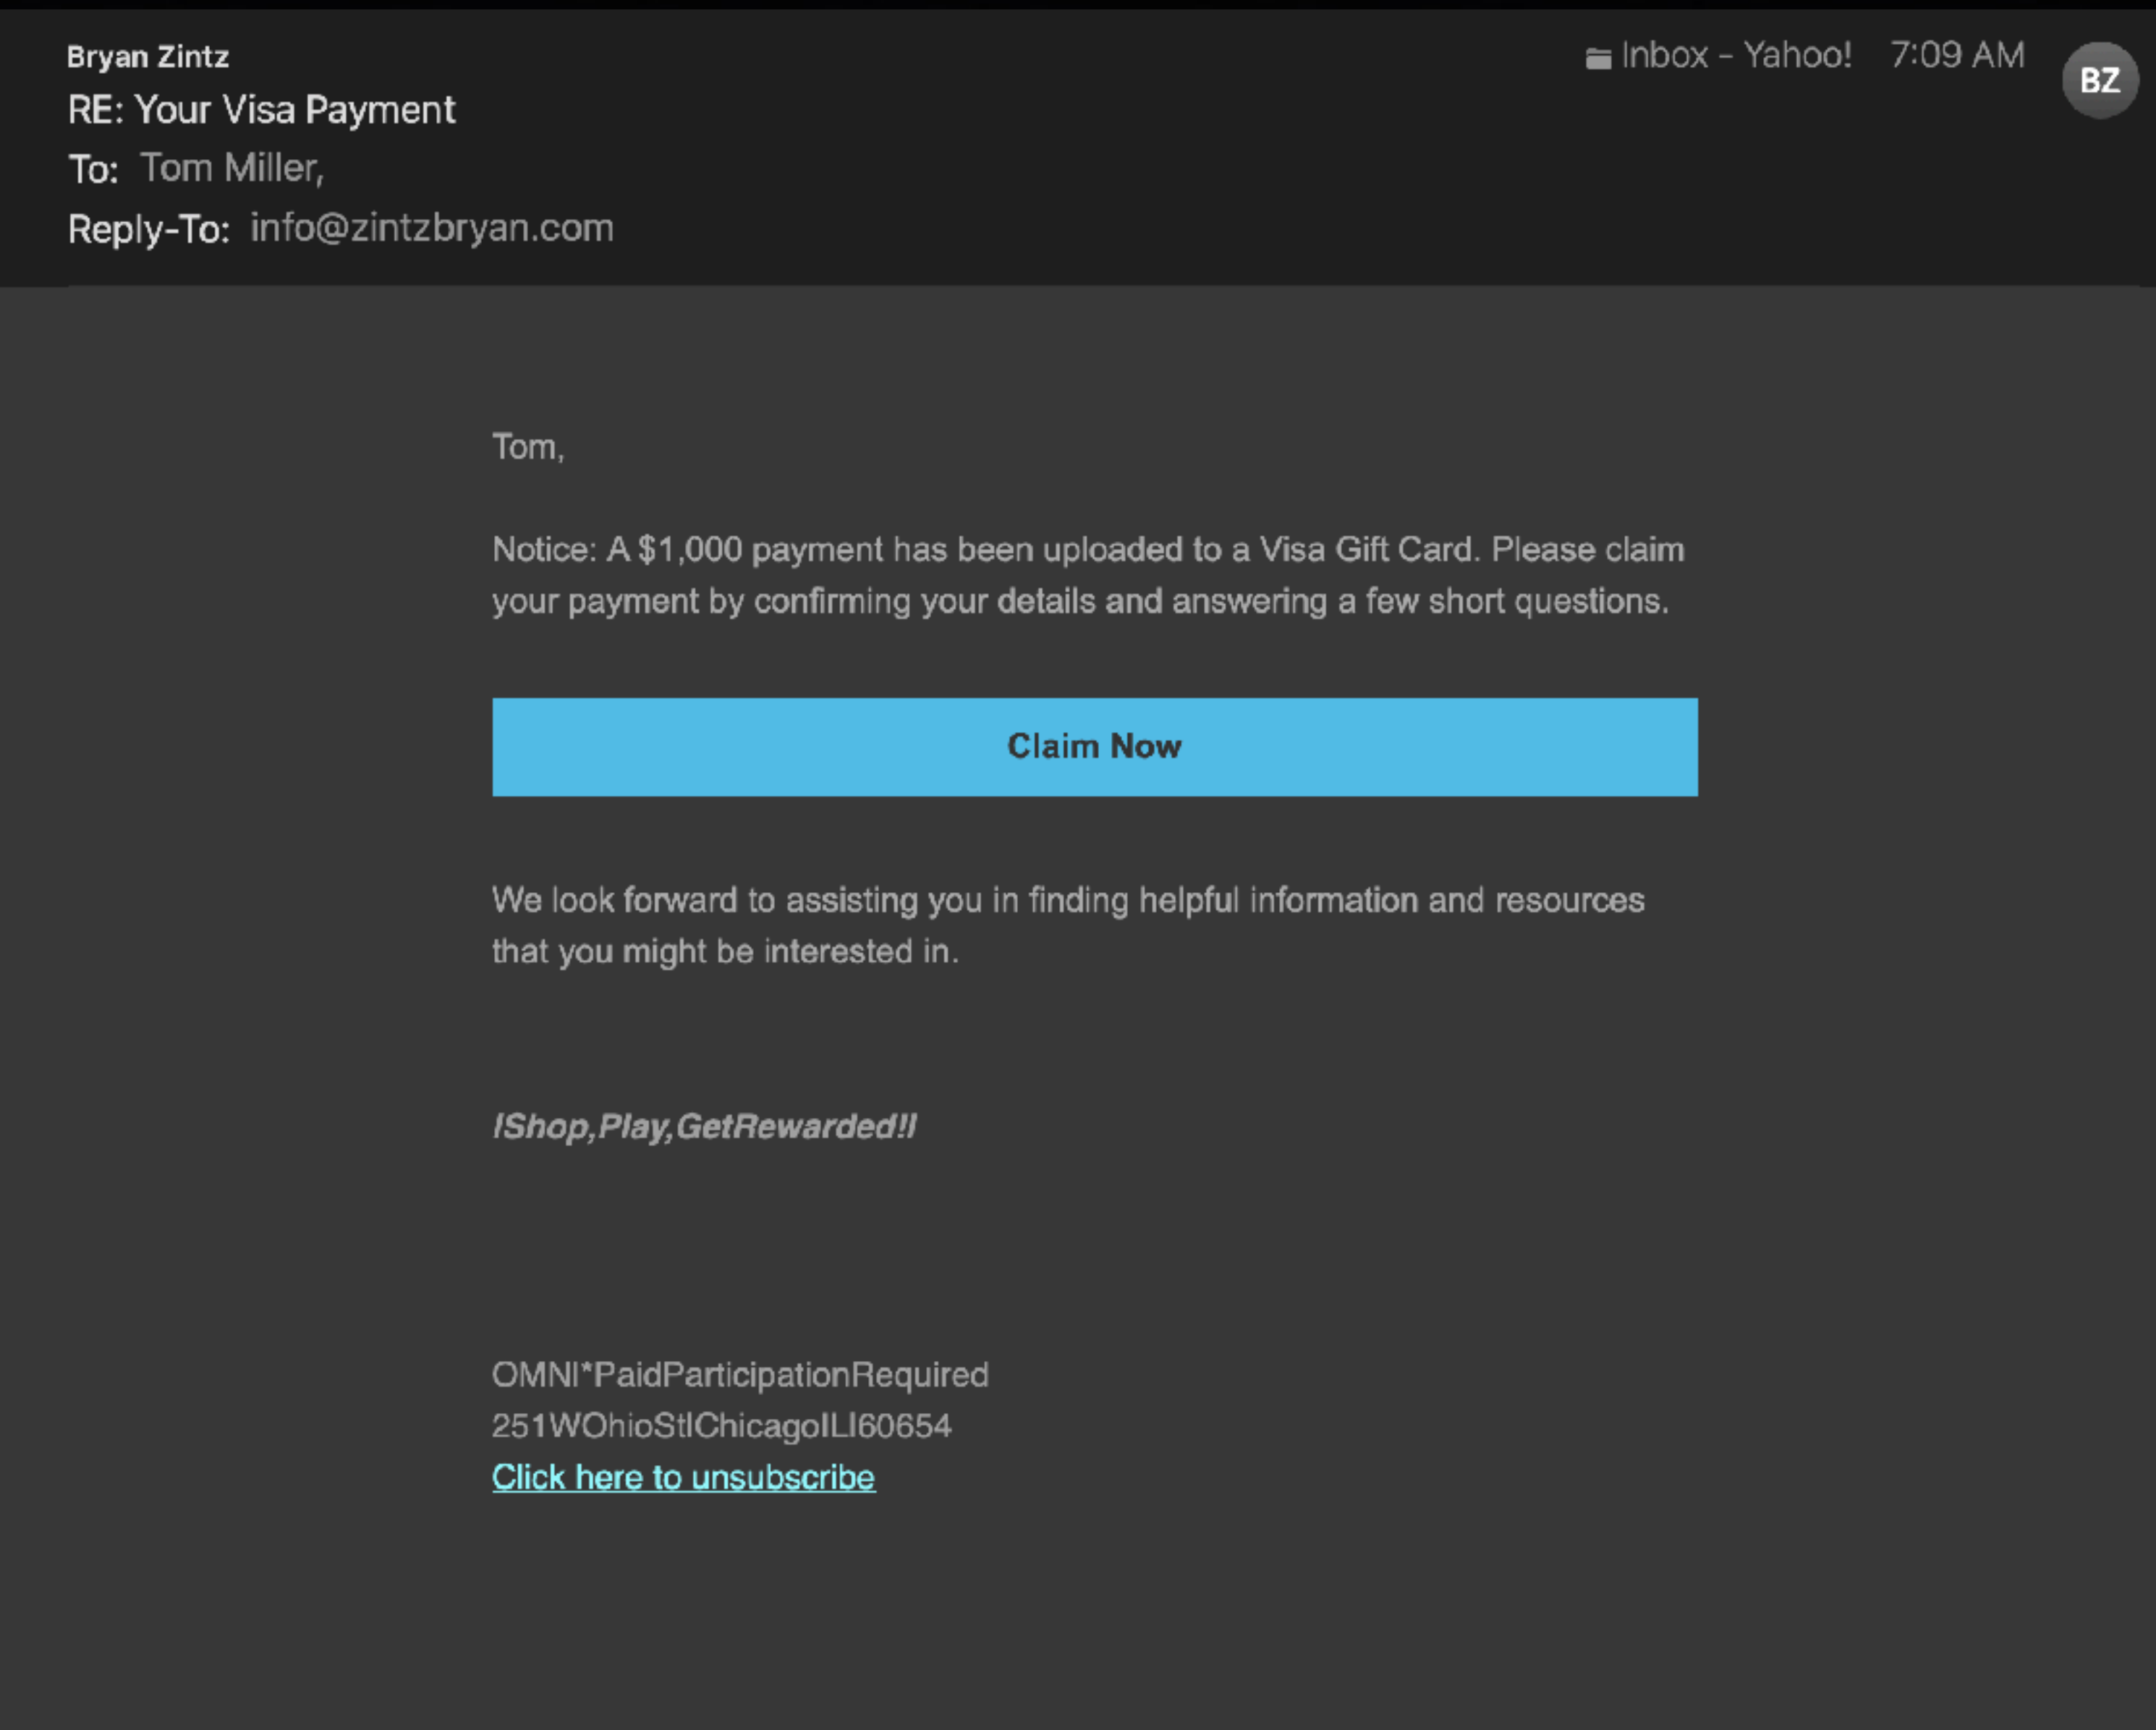 Bryan Zintz
Inbox - Yahoo! 7:09 AM
BZ
RE: Your Visa Payment
To: Tom Miller,
Reply-To: info@zintzbryan.com
Tom,
Notice: A $1,000 payment has been uploaded to a Visa Gift Card. Please claim
your payment by confirming your details and answering a few short questions.
Claim Now
We look forward to assisting you in finding helpful information and resources
that you might be interested in.
IShop,Play,GetRewarded!I
OMNI*PaidParticipationRequired
251WOhioStIChicagoILI60654
Click here to unsubscribe